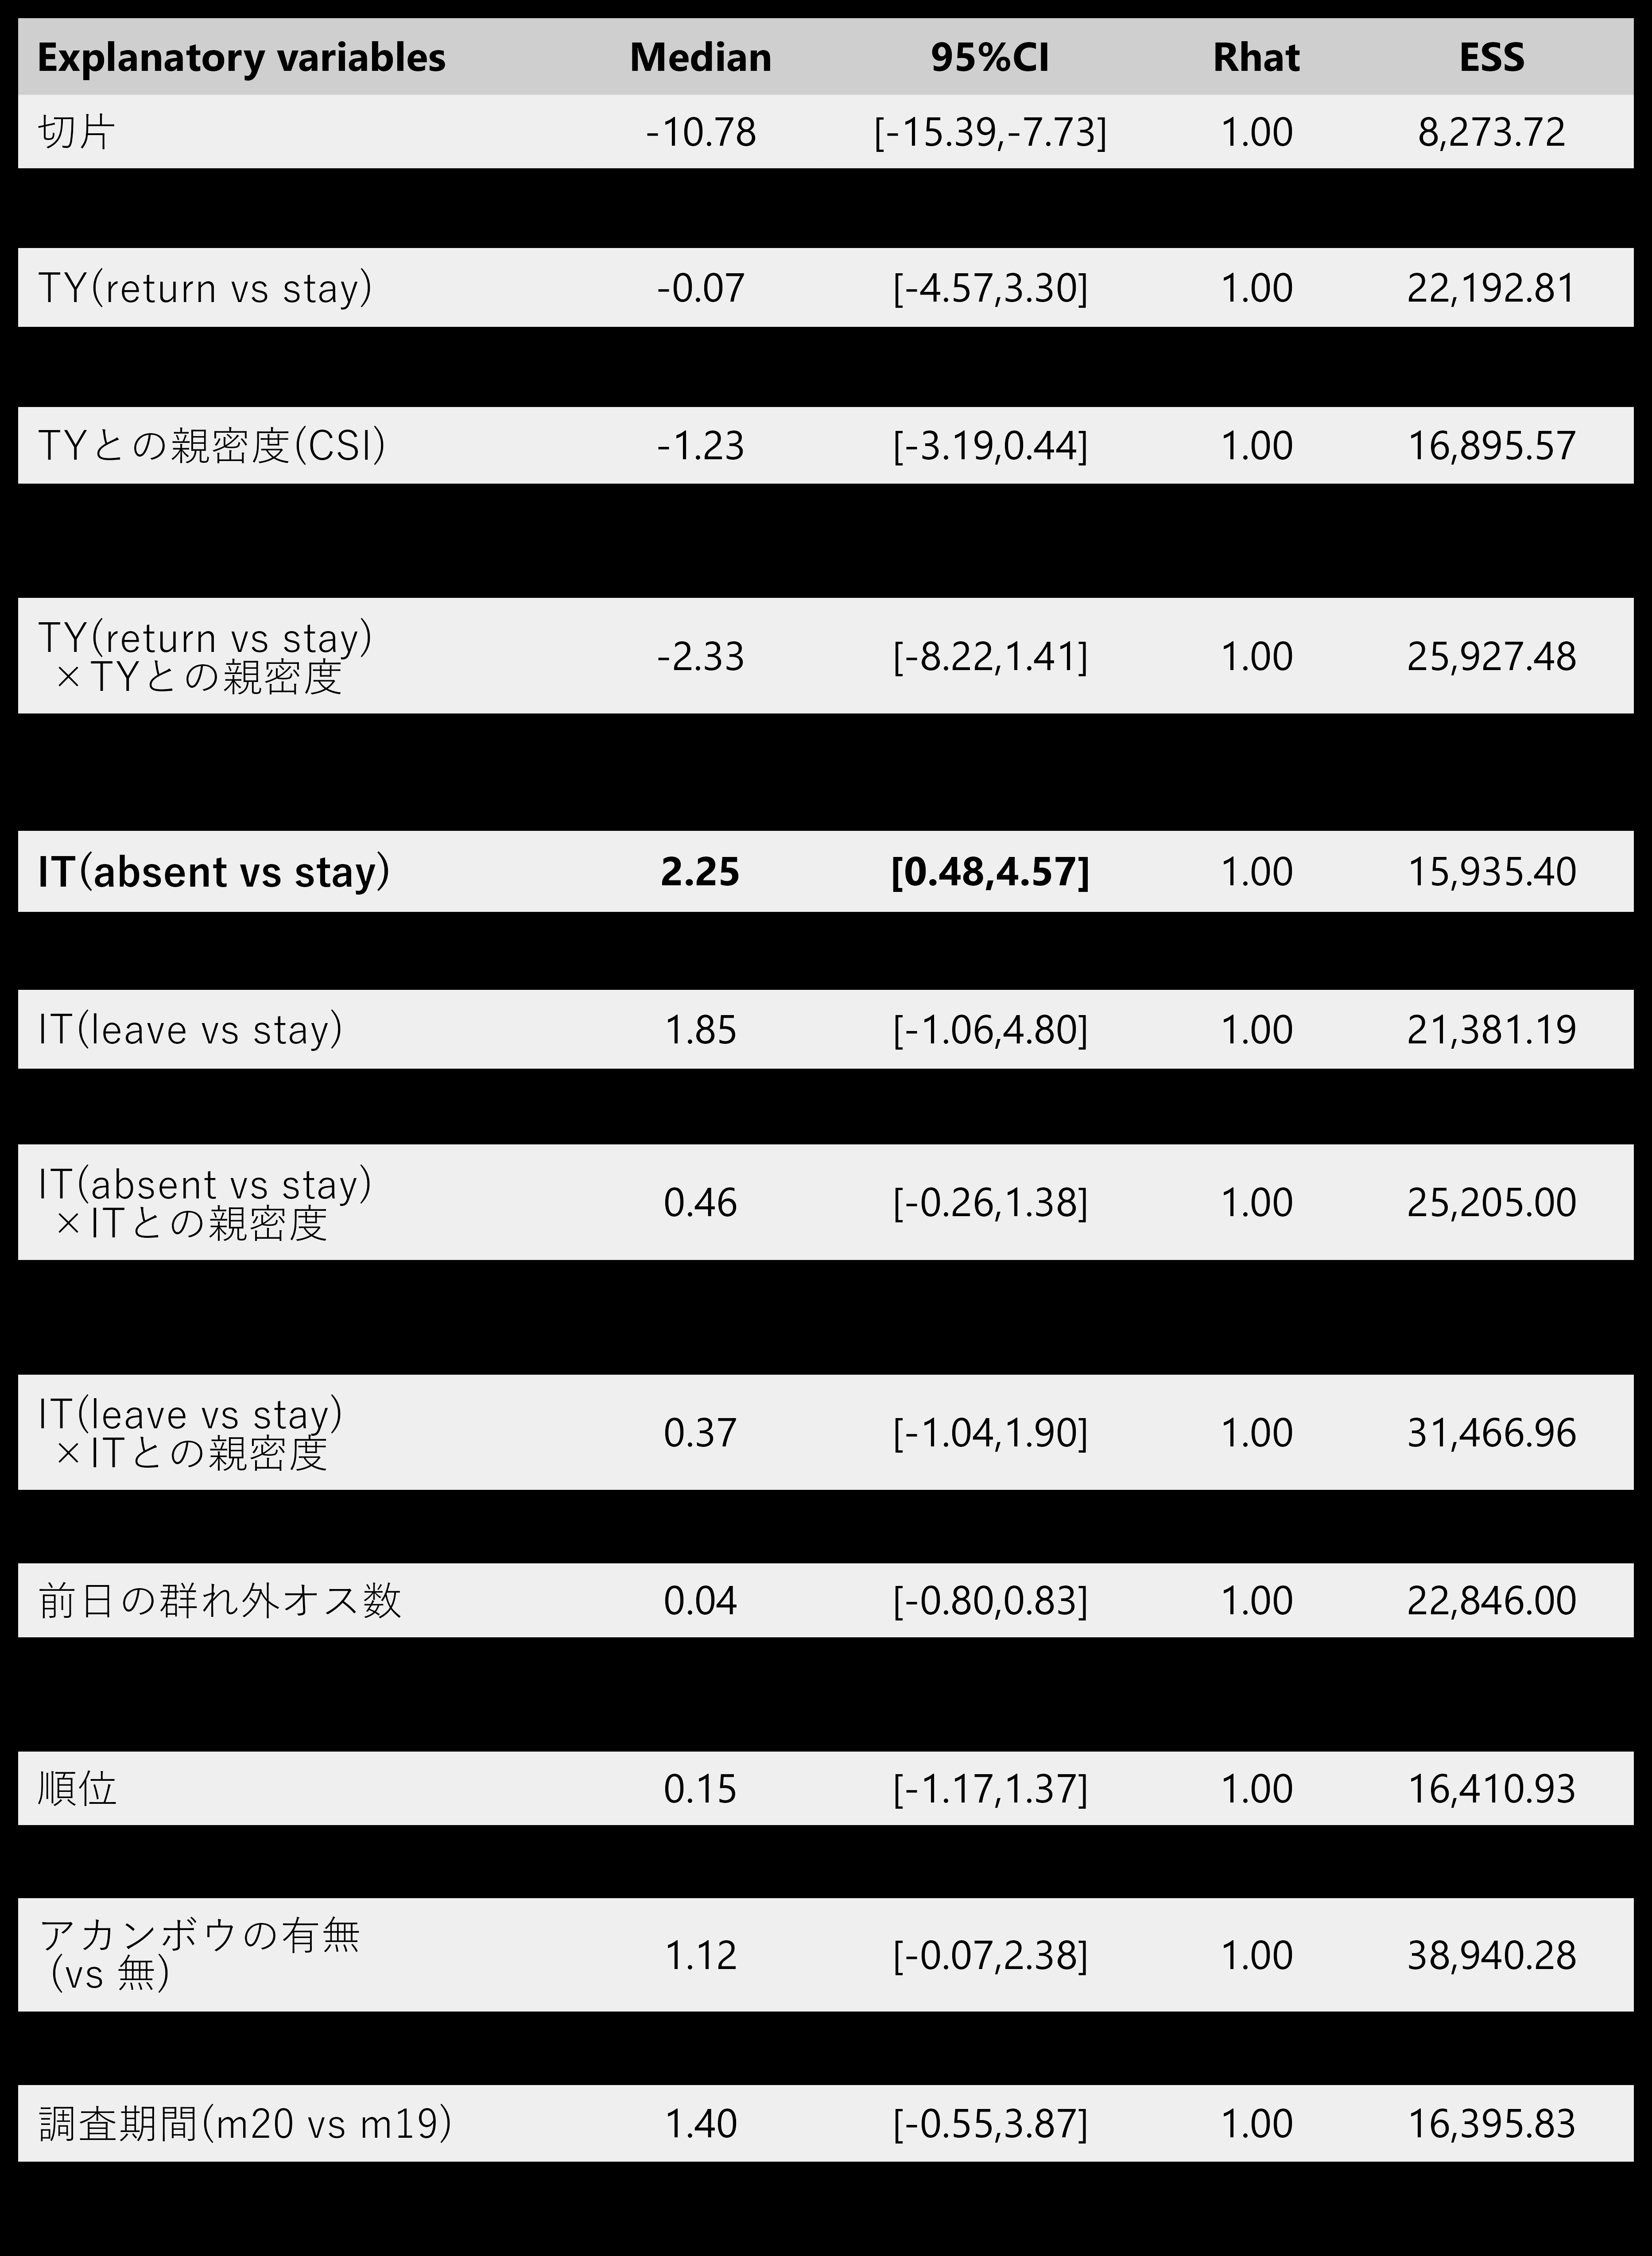 Explanatory variables Median 95%CI Rhat ESS
切片 -10.78 [-15.39,-7.73] 1.00 8,273.72
TY(return vs stay) -0.07 [-4.57,3.30] 1.00 22,192.81
TYとの親密度(CSI) -1.23 [-3.19,0.44] 1.00 16,895.57
TY(return vs stay)
×TYとの親密度 -2.33 [-8.22,1.41] 1.00 25,927.48
IT(absent vs stay) 2.25 [0.48,4.57] 1.00 15,935.40
IT(leave vs stay) 1.85 [-1.06,4.80] 1.00 21,381.19
IT(absent vs stay)
×ITとの親密度 0.46 [-0.26,1.38] 1.00 25,205.00
IT(leave vs stay)
×ITとの親密度 0.37 [-1.04,1.90] 1.00 31,466.96
前日の群れ外オス数 0.04 [-0.80,0.83] 1.00 22,846.00
順位 0.15 [-1.17,1.37] 1.00 16,410.93
アカンボウの有無
(vs 無) 1.12 [-0.07,2.38] 1.00 38,940.28
調査期間(m20 vs m19) 1.40 [-0.55,3.87] 1.00 16,395.83